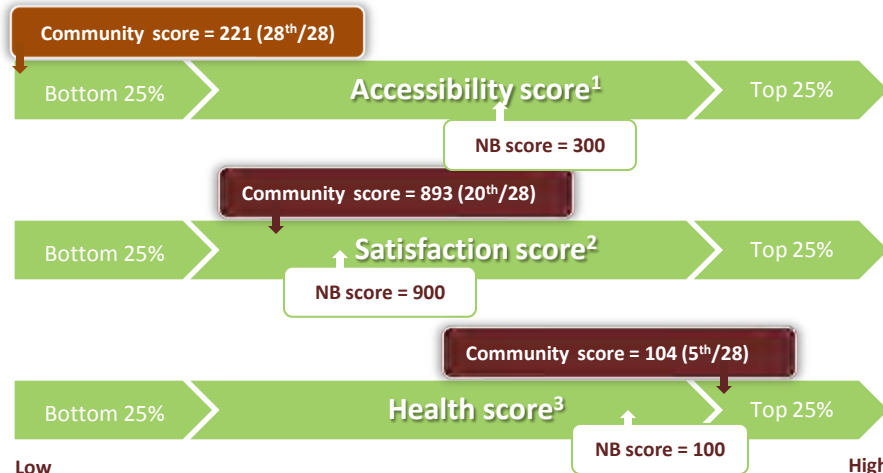 Community score = 221 (28th/28)
Bottom 25%
Accessibility score1
Top 25%
NB score = 300
Community score = 893 (20th/28)
Bottom 25%
Satisfaction score2
Top 25%
NB score = 900
Community score = 104 (5th/28)
Bottom 25%
Health score3
Top 25%
NB score = 100
Low
High